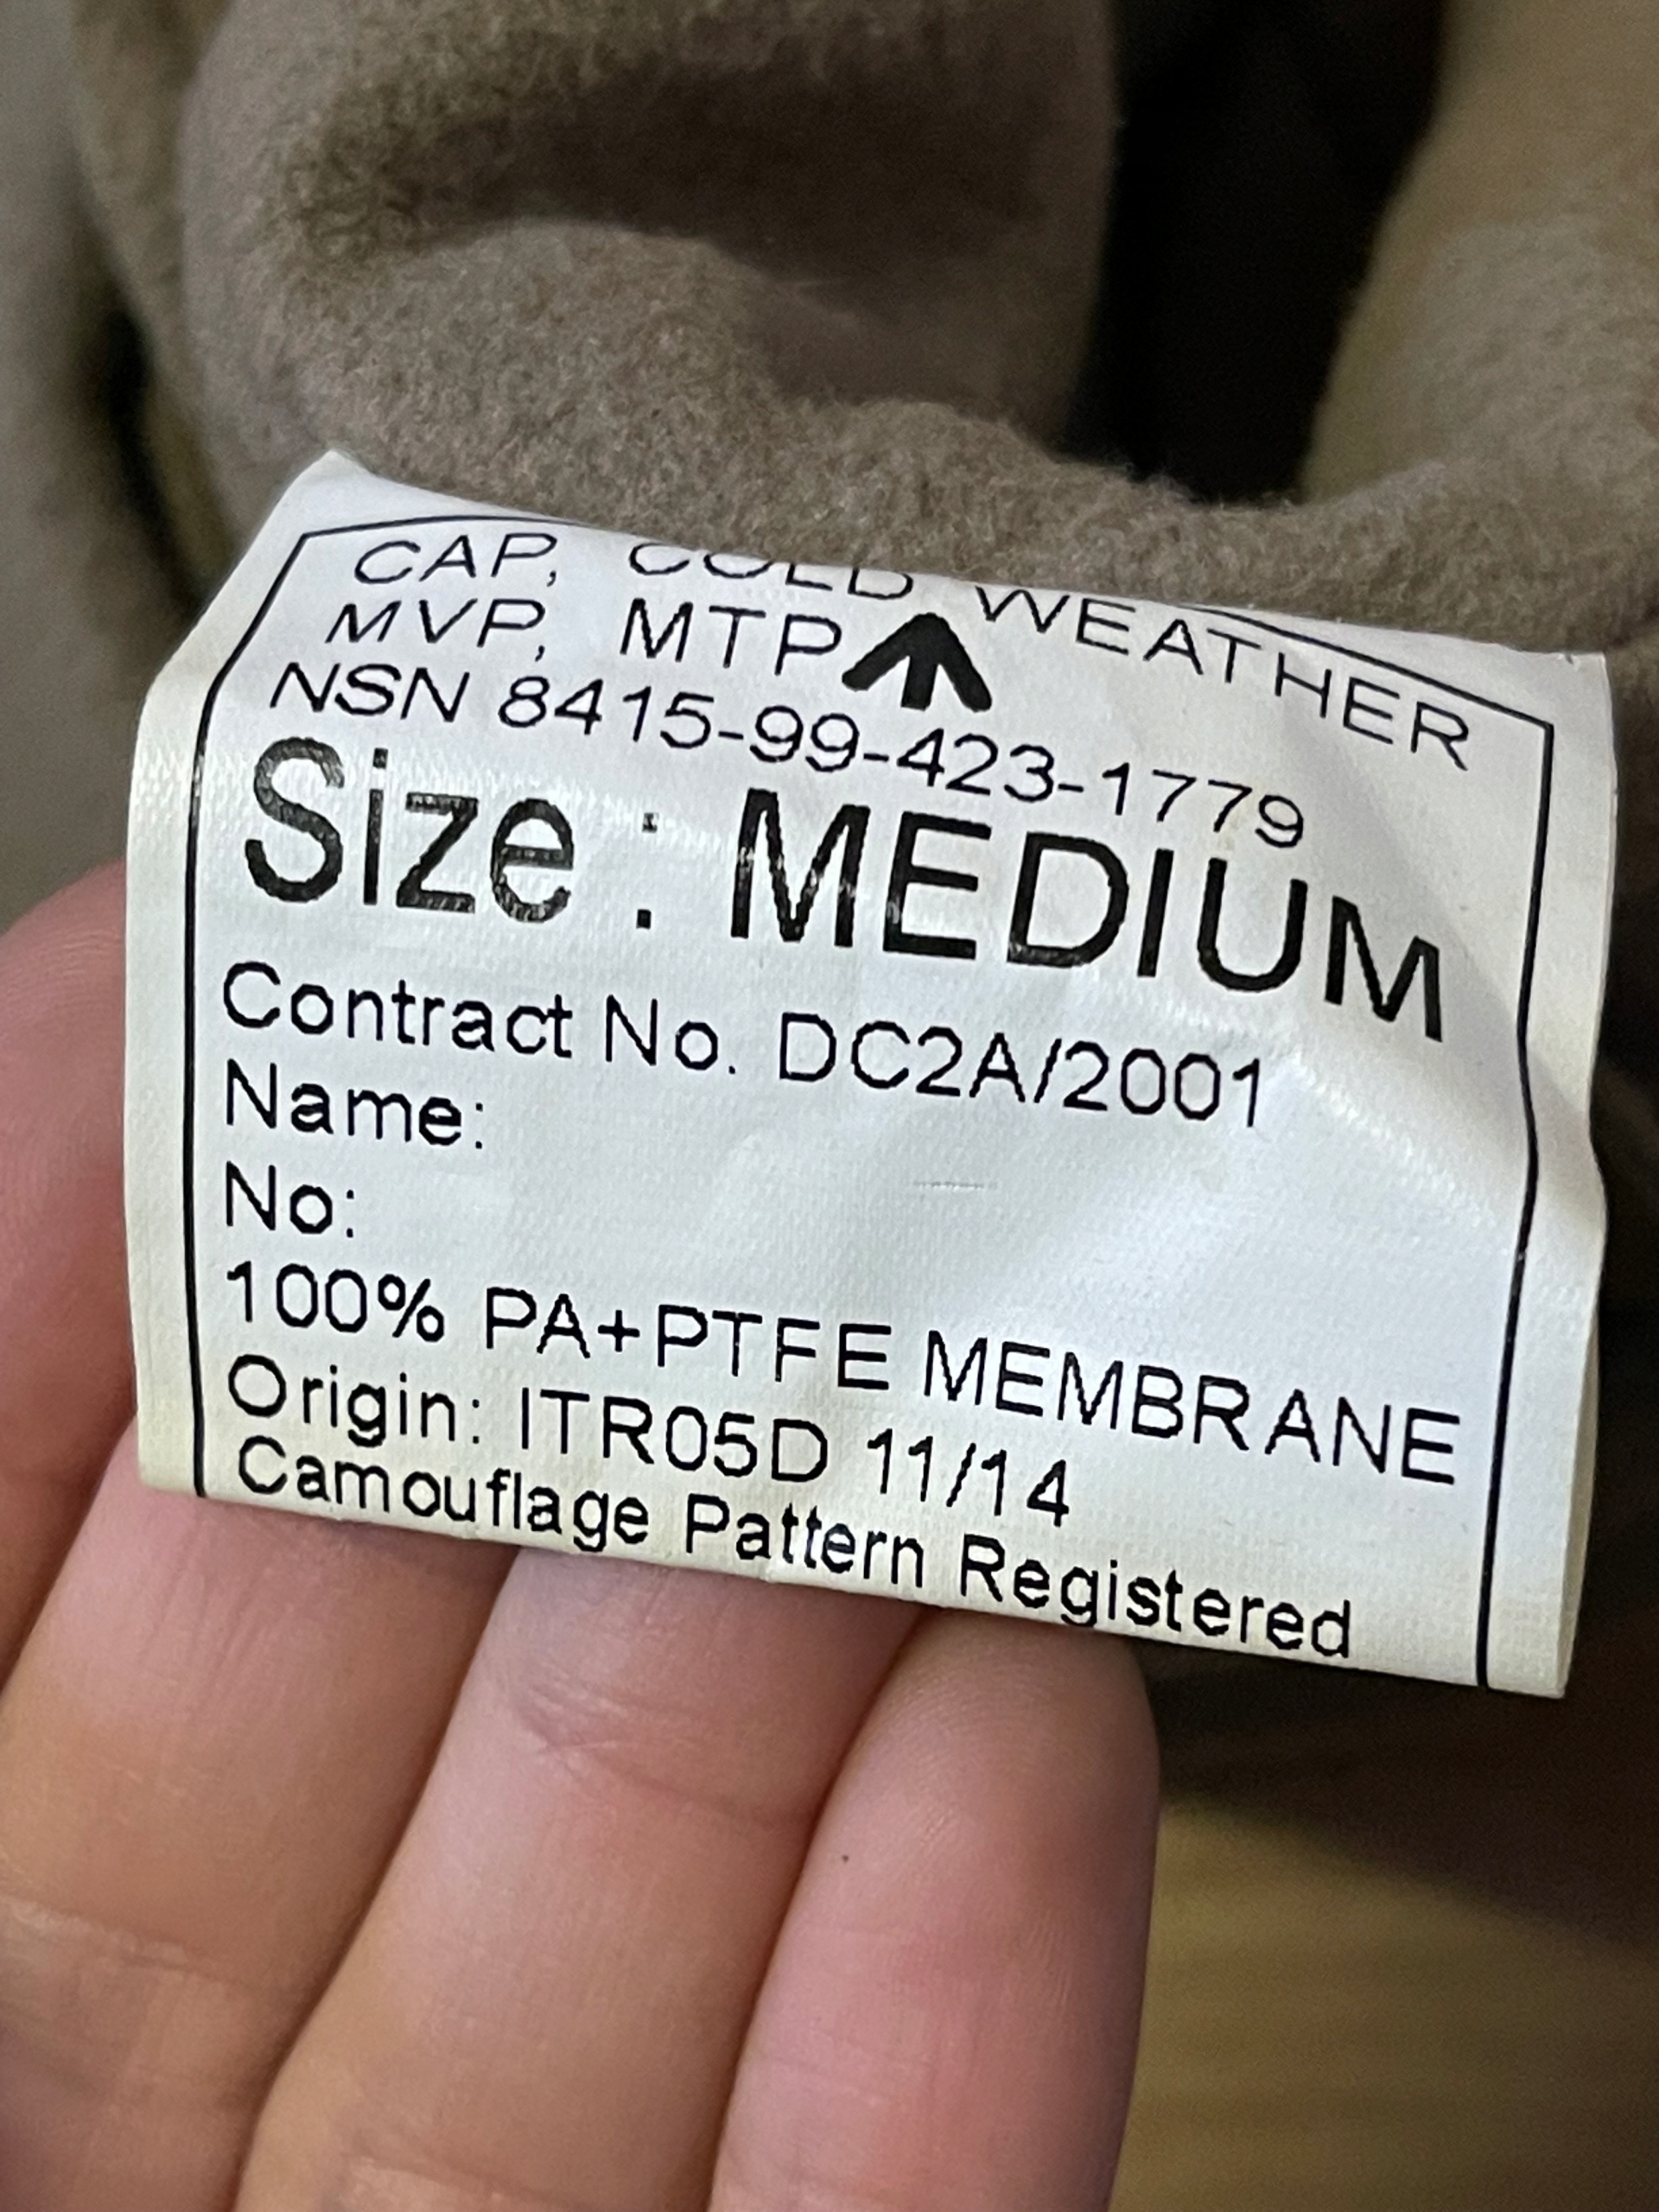 CAP, COLD WEATHER
MVP, MTP
NSN 8415-99-423-1779
Size : MEDIUM
Contract No. DC2A/2001
Name:
No:
100% PA+PTFE MEMBRANE
Origin: ITR05D 11/14
Camouflage Pattern Registered